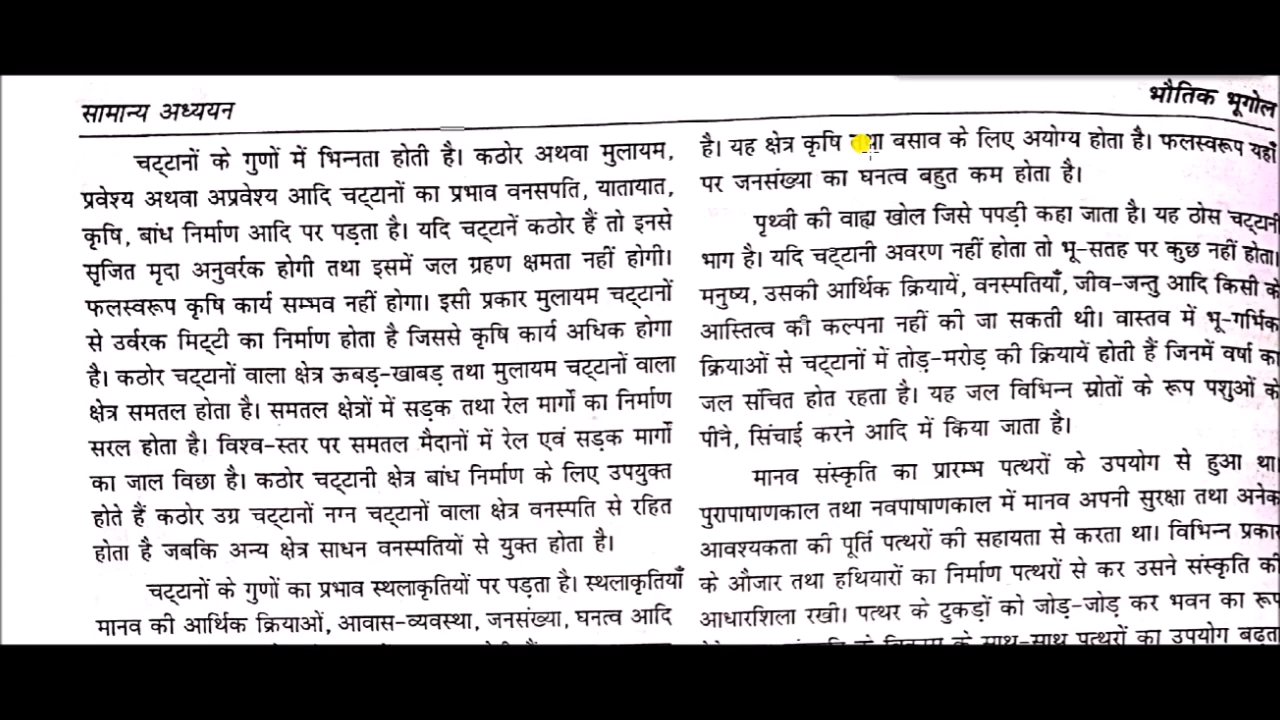 सामान्य अध्ययन
भौतिक भूगोल
चट्टानों के गुणों में भिन्नता होती है। कठोर अथवा मुलायम,
प्रवेश्य अथवा अप्रवेश्य आदि चट्टानों का प्रभाव वनसपति, यातायात,
कृषि, बांध निर्माण आदि पर पड़ता है। यदि चट्टानें कठोर हैं तो इनसे
सृजित मृदा अनुवर्रक होगी तथा इसमें जल ग्रहण क्षमता नहीं होगी।
फलस्वरूप कृषि कार्य सम्भव नहीं होगा। इसी प्रकार मुलायम चट्टानों
से उर्वरक मिट्टी का निर्माण होता है जिससे कृषि कार्य अधिक होगा
है। कठोर चट्टानों वाला क्षेत्र ऊबड़-खाबड़ तथा मुलायम चट्टानों वाला
क्षेत्र समतल होता है। समतल क्षेत्रों में सड़क तथा रेल मार्गो का निर्माण
सरल होता है। विश्व-स्तर पर समतल मैदानों में रेल एवं सड़क मार्गो
का जाल विछा है। कठोर चट्टानी क्षेत्र बांध निर्माण के लिए उपयुक्त
होते हैं कठोर उग्र चट्टानों नग्न चट्टानों वाला क्षेत्र वनस्पति से रहित
होता है जबकि अन्य क्षेत्र साधन वनस्पतियों से युक्त होता है।
चट्टानों के गुणों का प्रभाव स्थलाकृतियों पर पड़ता है। स्थलाकृतियाँ
मानव की आर्थिक क्रियाओं, आवास-व्यवस्था, जनसंख्या, घनत्व आदि
है। यह क्षेत्र कृषि तथा बसाव के लिए अयोग्य होता है। फलस्वरूप यहाँ
पर जनसंख्या का घनत्व बहुत कम होता है।
पृथ्वी की वाह्य खोल जिसे पपड़ी कहा जाता है। यह ठोस चट्टानी
भाग है। यदि चट्टानी अवरण नहीं होता तो भू-सतह पर कुछ नहीं होता।
मनुष्य, उसकी आर्थिक क्रियायें, वनस्पतियाँ, जीव-जन्तु आदि किसी के
आस्तित्व की कल्पना नहीं की जा सकती थी। वास्तव में भू-गर्भिक
क्रियाओं से चट्टानों में तोड़-मरोड़ की क्रियायें होती हैं जिनमें वर्षा का
जल संचित होत रहता है। यह जल विभिन्न स्रोतों के रूप पशुओं के
पीने, सिंचाई करने आदि में किया जाता है।
मानव संस्कृति का प्रारम्भ पत्थरों के उपयोग से हुआ था।
पुरापाषाणकाल तथा नवपाषाणकाल में मानव अपनी सुरक्षा तथा अनेक
आवश्यकता की पूर्ति पत्थरों की सहायता से करता था। विभिन्न प्रकार
के औजार तथा हथियारों का निर्माण पत्थरों से कर उसने संस्कृति की
आधारशिला रखी। पत्थर के टुकड़ों को जोड़-जोड़ कर भवन का रूप
के विकास के साथ-साथ पत्थरों का उपयोग बढ़ता